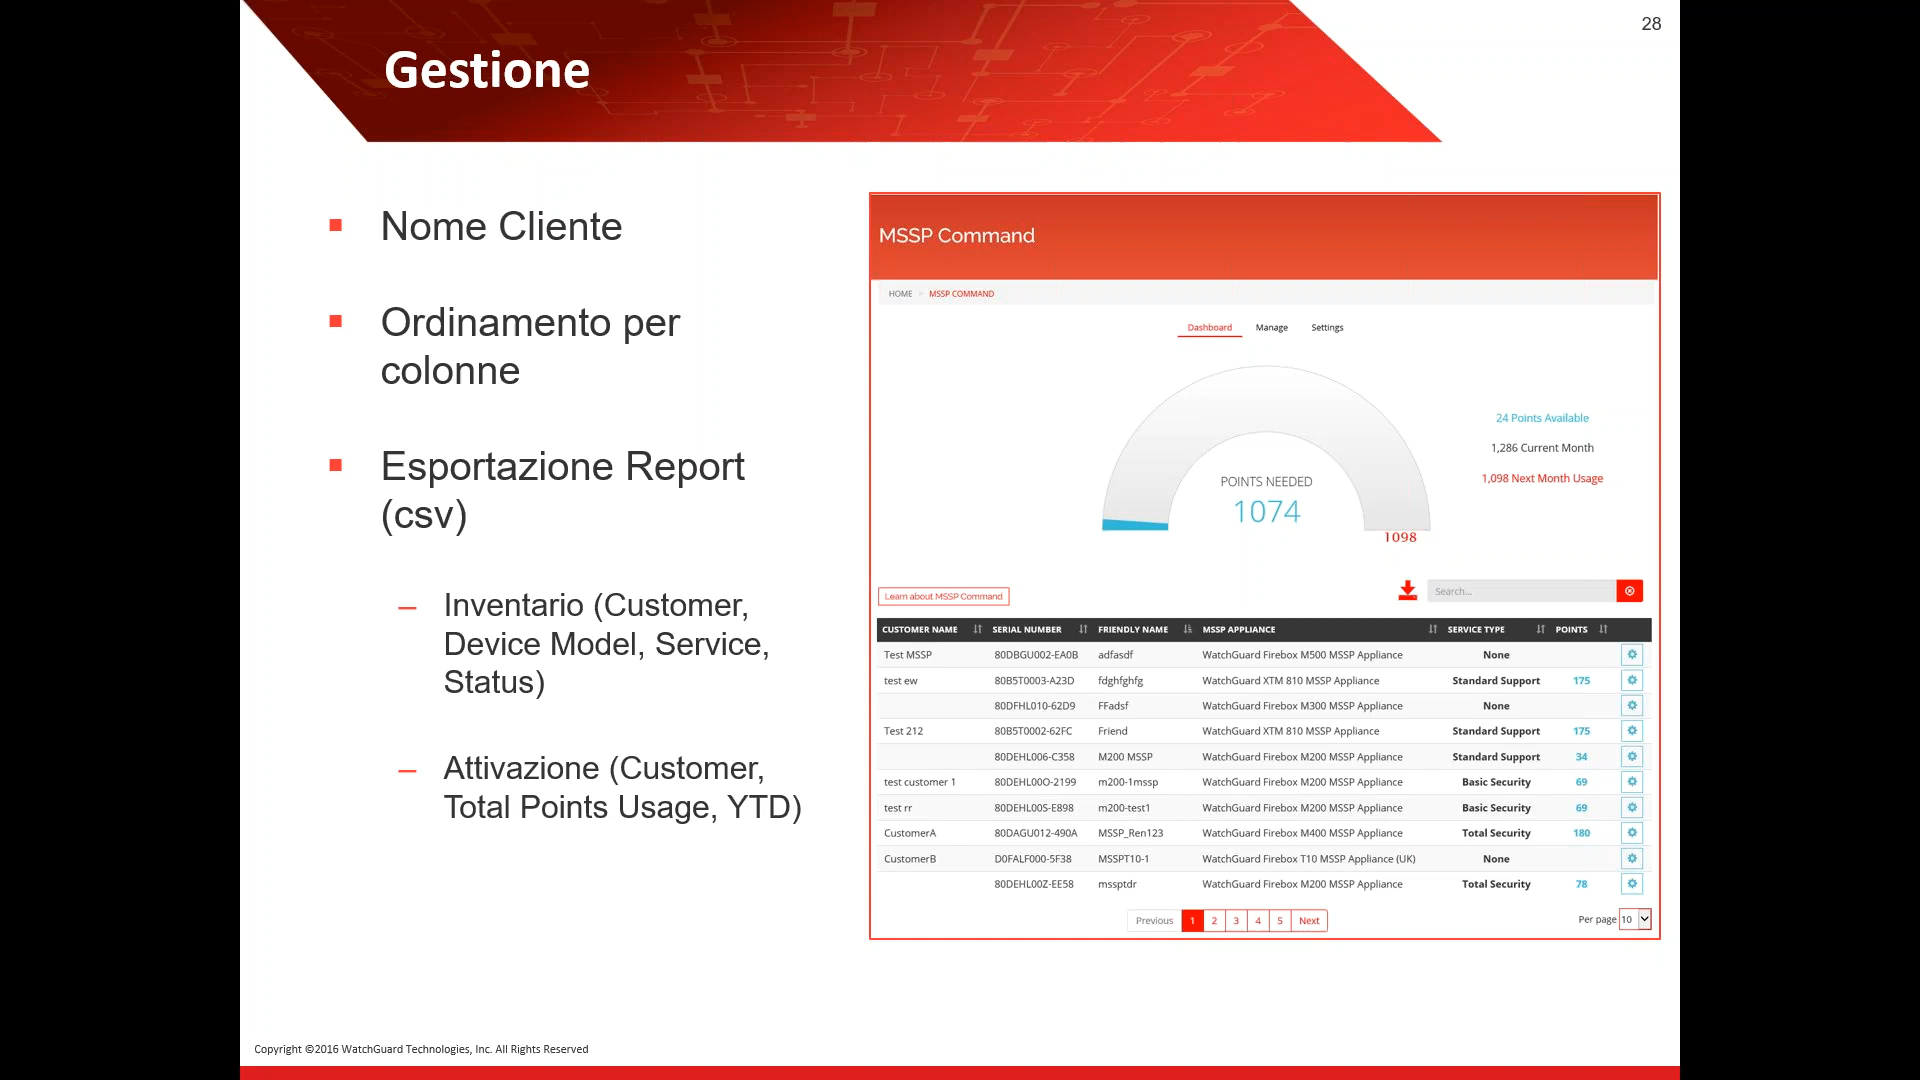 28
Gestione
Nome Cliente
Ordinamento per
colonne
Esportazione Report
(csv)
– Inventario (Customer,
Device Model, Service,
Status)
– Attivazione (Customer,
Total Points Usage, YTD)
MSSP Command
HOME > MSSP COMMAND
Dashboard Manage Settings
24 Points Available
1,286 Current Month
1,098 Next Month Usage
POINTS NEEDED
1074
1098
Learn about MSSP Command
Search...
CUSTOMER NAME SERIAL NUMBER FRIENDLY NAME MSSP APPLIANCE SERVICE TYPE POINTS
Test MSSP 80DBGU002-EA0B adfasdf WatchGuard Firebox M500 MSSP Appliance None
test ew 80B5T0003-A23D fdghfghfg WatchGuard XTM 810 MSSP Appliance Standard Support 175
80DFHL010-62D9 FFadsf WatchGuard Firebox M300 MSSP Appliance None
Test 212 80B5T0002-62FC Friend WatchGuard XTM 810 MSSP Appliance Standard Support 175
80DEHL006-C358 M200 MSSP WatchGuard Firebox M200 MSSP Appliance Standard Support 34
test customer 1 80DEHL00O-2199 m200-1mssp WatchGuard Firebox M200 MSSP Appliance Basic Security 69
test rr 80DEHL00S-E898 m200-test1 WatchGuard Firebox M200 MSSP Appliance Basic Security 69
CustomerA 80DAGU012-490A MSSP_Ren123 WatchGuard Firebox M400 MSSP Appliance Total Security 180
CustomerB D0FALF000-5F38 MSSPT10-1 WatchGuard Firebox T10 MSSP Appliance (UK) None
80DEHL00Z-EE58 mssptdr WatchGuard Firebox M200 MSSP Appliance Total Security 78
Previous 1 2 3 4 5 Next
Per page 10
Copyright ©2016 WatchGuard Technologies, Inc. All Rights Reserved